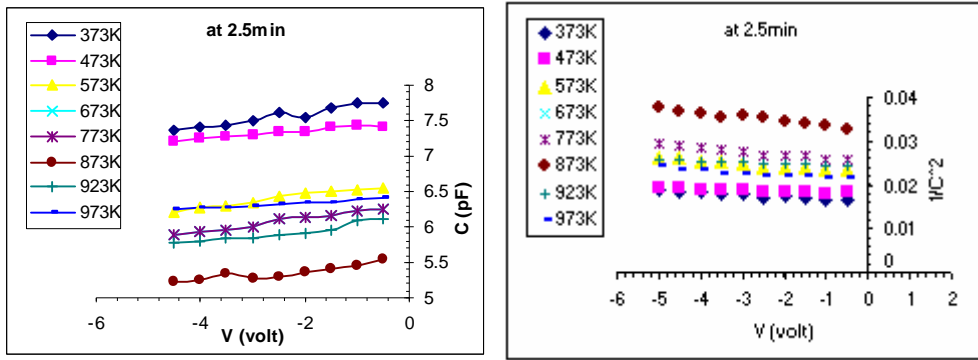 at 2.5min
373K
473K
573K
673K
773K
873K
923K
973K
8
7.5
7
6.5
6
5.5
5
C (pF)
-6 -4 -2 0
V (volt)
at 2.5min
373K
473K
573K
673K
773K
873K
923K
973K
0.04
0.03
0.02
0.01
0
1/C^2
-6 -5 -4 -3 -2 -1 0 1 2
V (volt)